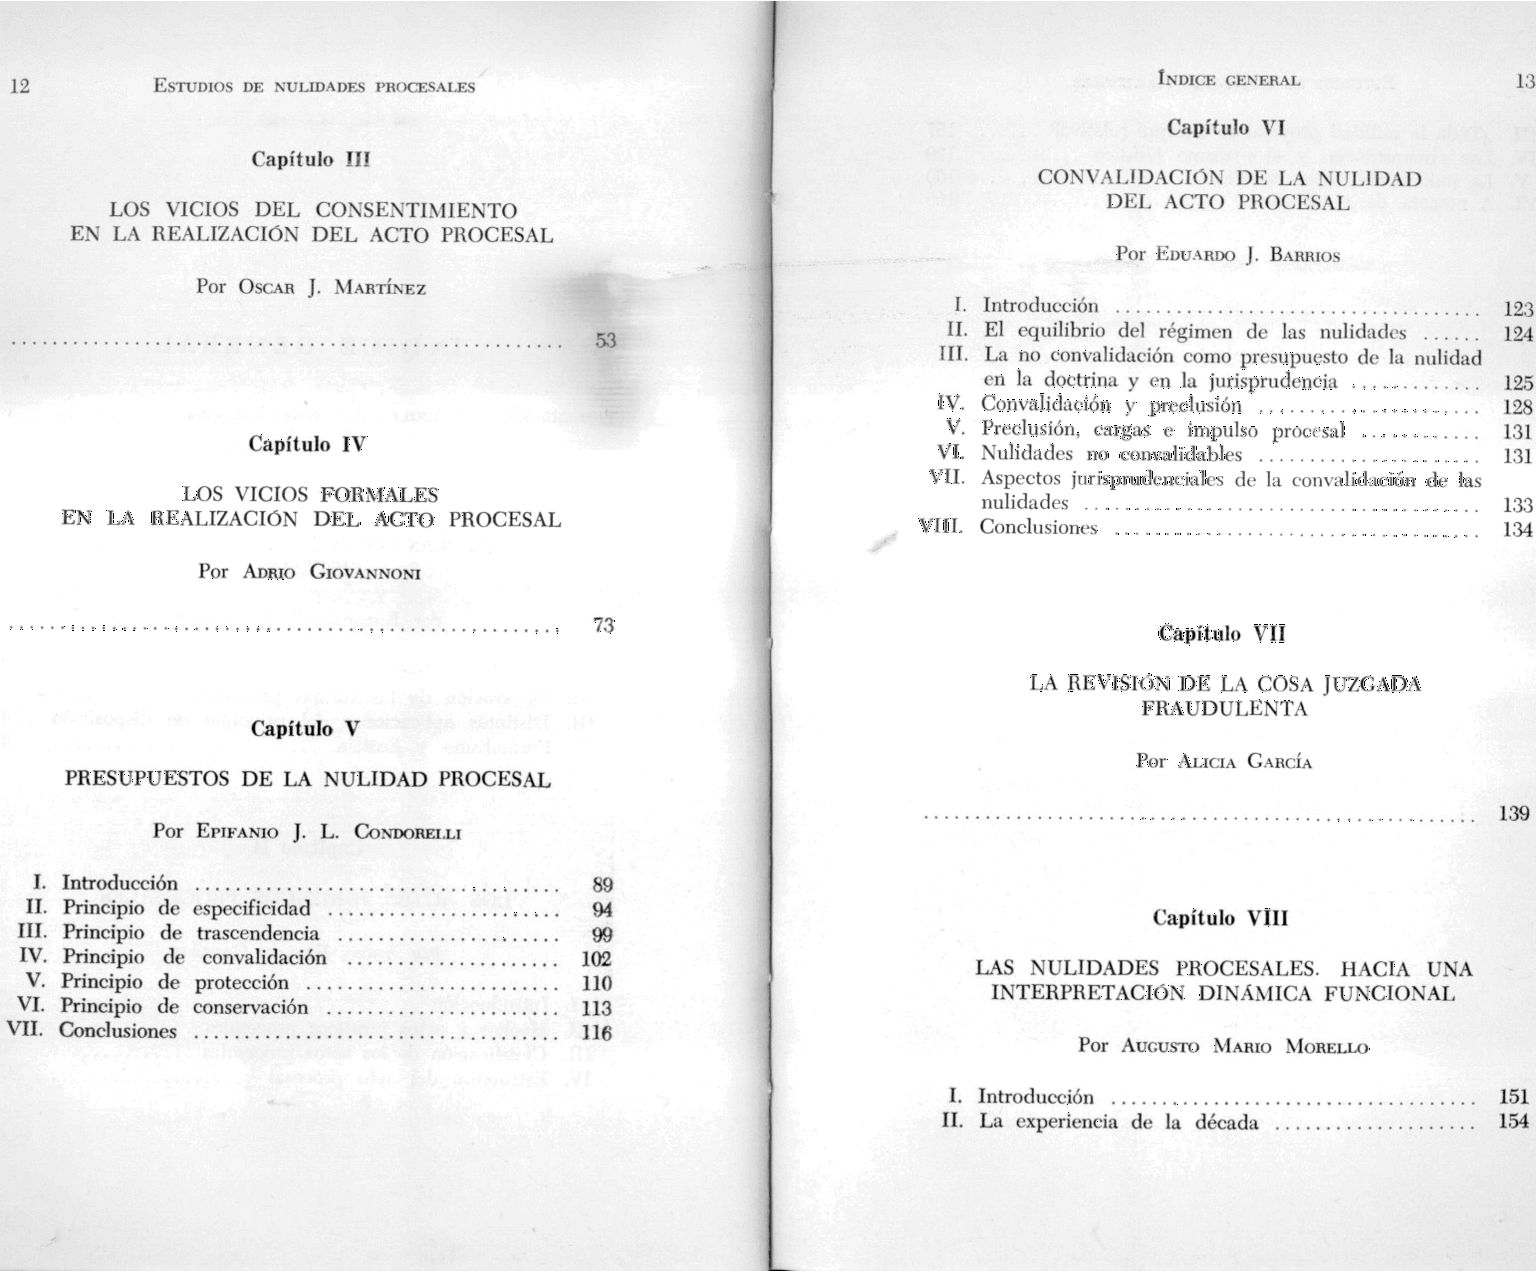 12 ESTUDIOS DE NULIDADES PROCESALES
Capítulo III
LOS VICIOS DEL CONSENTIMIENTO
EN LA REALIZACIÓN DEL ACTO PROCESAL
Por OSCAR J. MARTÍNEZ
........................................................ 53
Capítulo IV
LOS VICIOS FORMALES
EN LA REALIZACIÓN DEL ACTO PROCESAL
Por ADRIO GIOVANNONI
........................................................ 73
Capítulo V
PRESUPUESTOS DE LA NULIDAD PROCESAL
Por EPIFANIO J. L. CONDORELLI
I. Introducción .................................... 89
II. Principio de especificidad ....................... 94
III. Principio de trascendencia ...................... 99
IV. Principio de convalidación ..................... 102
V. Principio de protección ......................... 110
VI. Principio de conservación ....................... 113
VII. Conclusiones .................................... 116
ÍNDICE GENERAL 13
Capítulo VI
CONVALIDACIÓN DE LA NULIDAD
DEL ACTO PROCESAL
Por EDUARDO J. BARRIOS
I. Introducción .................................... 123
II. El equilibrio del régimen de las nulidades ...... 124
III. La no convalidación como presupuesto de la nulidad
en la doctrina y en la jurisprudencia ............. 125
IV. Convalidación y preclusión ...................... 128
V. Preclusión, cargas e impulso procesal ............ 131
VI. Nulidades no convalidables ...................... 131
VII. Aspectos jurisprudenciales de la convalidación de las
nulidades ....................................... 133
VIII. Conclusiones .................................... 134
Capítulo VII
LA REVISIÓN DE LA COSA JUZGADA
FRAUDULENTA
Por ALICIA GARCÍA
...................................................... 139
Capítulo VIII
LAS NULIDADES PROCESALES. HACIA UNA
INTERPRETACIÓN DINÁMICA FUNCIONAL
Por AUGUSTO MARIO MORELLO
I. Introducción .................................... 151
II. La experiencia de la década .................... 154